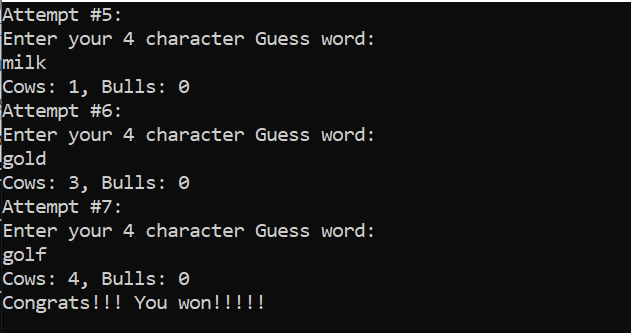 Attempt #5:
Enter your 4 character Guess word:
milk
Cows: 1, Bulls: 0
Attempt #6:
Enter your 4 character Guess word:
gold
Cows: 3, Bulls: 0
Attempt #7:
Enter your 4 character Guess word:
golf
Cows: 4, Bulls: 0
Congrats!!! You won!!!!!